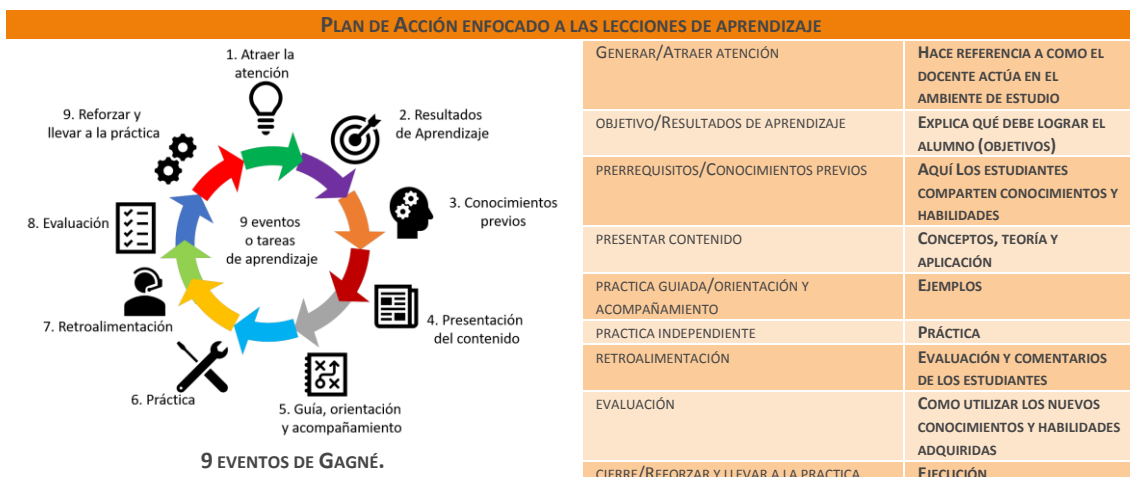 PLAN DE ACCIÓN ENFOCADO A LAS LECCIONES DE APRENDIZAJE
1. Atraer la
atención
2. Resultados
de Aprendizaje
3. Conocimientos
previos
4. Presentación
del contenido
5. Guía, orientación
y acompañamiento
6. Práctica
7. Retroalimentación
8. Evaluación
9. Reforzar y
llevar a la práctica
9 eventos
o tareas
de aprendizaje
9 EVENTOS DE GAGNÉ.
GENERAR/ATRAER ATENCIÓN
HACE REFERENCIA A COMO EL
DOCENTE ACTÚA EN EL
AMBIENTE DE ESTUDIO
OBJETIVO/RESULTADOS DE APRENDIZAJE
EXPLICA QUÉ DEBE LOGRAR EL
ALUMNO (OBJETIVOS)
PRERREQUISITOS/CONOCIMIENTOS PREVIOS
AQUÍ LOS ESTUDIANTES
COMPARTEN CONOCIMIENTOS Y
HABILIDADES
PRESENTAR CONTENIDO
CONCEPTOS, TEORÍA Y
APLICACIÓN
PRACTICA GUIADA/ORIENTACIÓN Y
ACOMPAÑAMIENTO
EJEMPLOS
PRACTICA INDEPENDIENTE
PRÁCTICA
RETROALIMENTACIÓN
EVALUACIÓN Y COMENTARIOS
DE LOS ESTUDIANTES
EVALUACIÓN
COMO UTILIZAR LOS NUEVOS
CONOCIMIENTOS Y HABILIDADES
ADQUIRIDAS
CIERRE/REFORZAR Y LLEVAR A LA PRACTICA
EJECUCIÓN